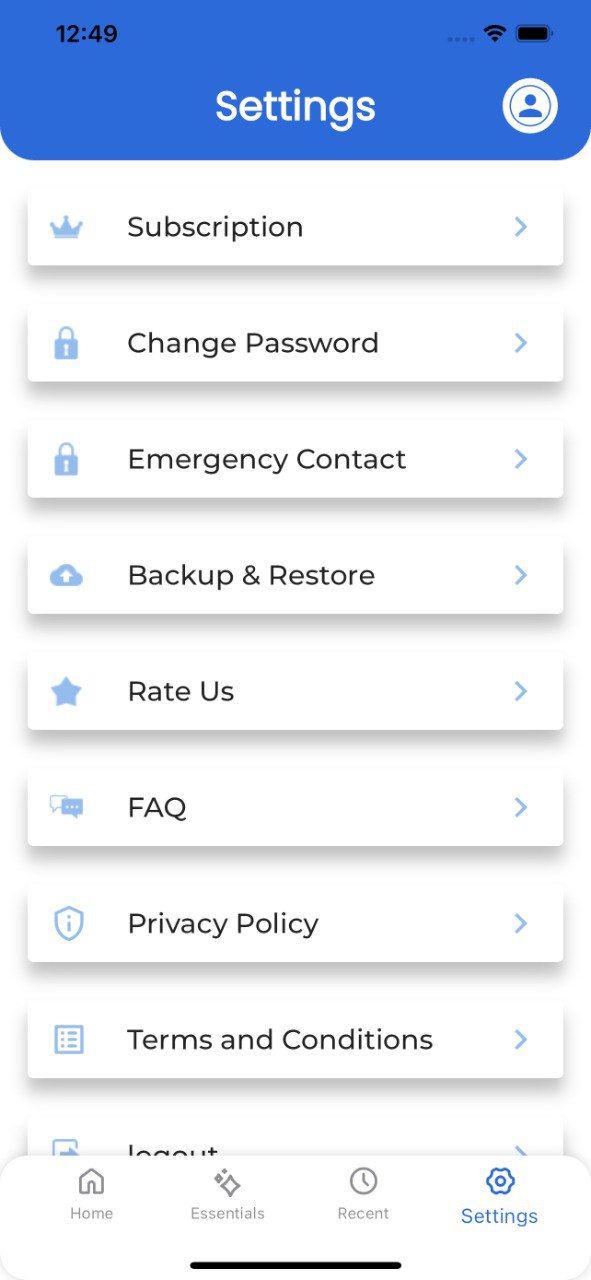 12:49
Settings
Subscription
Change Password
Emergency Contact
Backup & Restore
Rate Us
FAQ
Privacy Policy
Terms and Conditions
logout
Home
Essentials
Recent
Settings